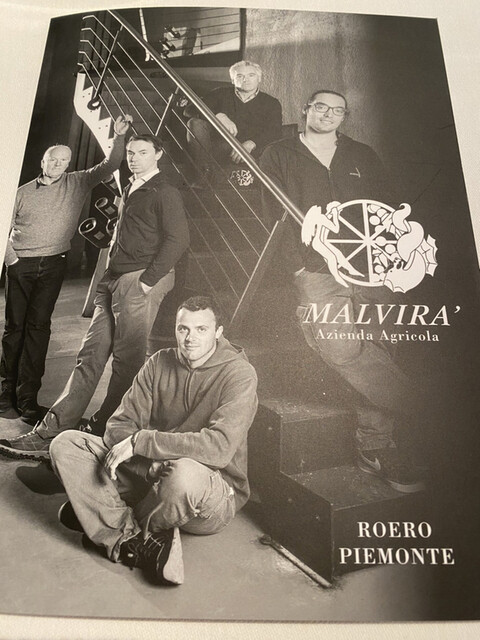 MALVIRA'
Azienda Agricola
ROERO
PIEMONTE